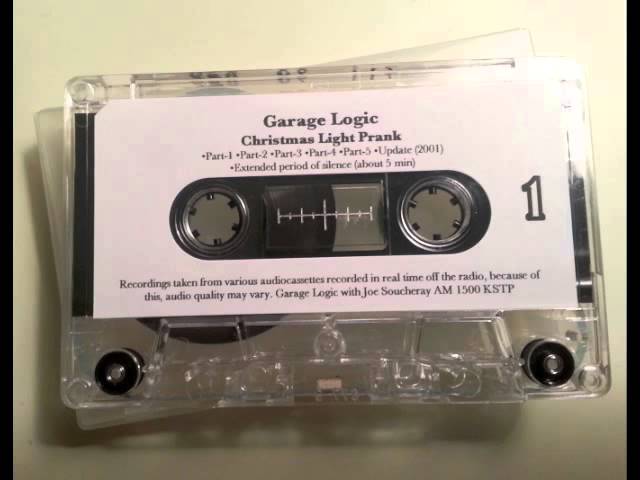 Garage Logic
Christmas Light Prank
•Part-1 •Part-2 •Part-3 •Part-4 •Part-5 •Update (2001)
•Extended period of silence (about 5 min)
1
Recordings taken from various audiocassettes recorded in real time off the radio, because of
this, audio quality may vary. Garage Logic with Joe Soucheray AM 1500 KSTP